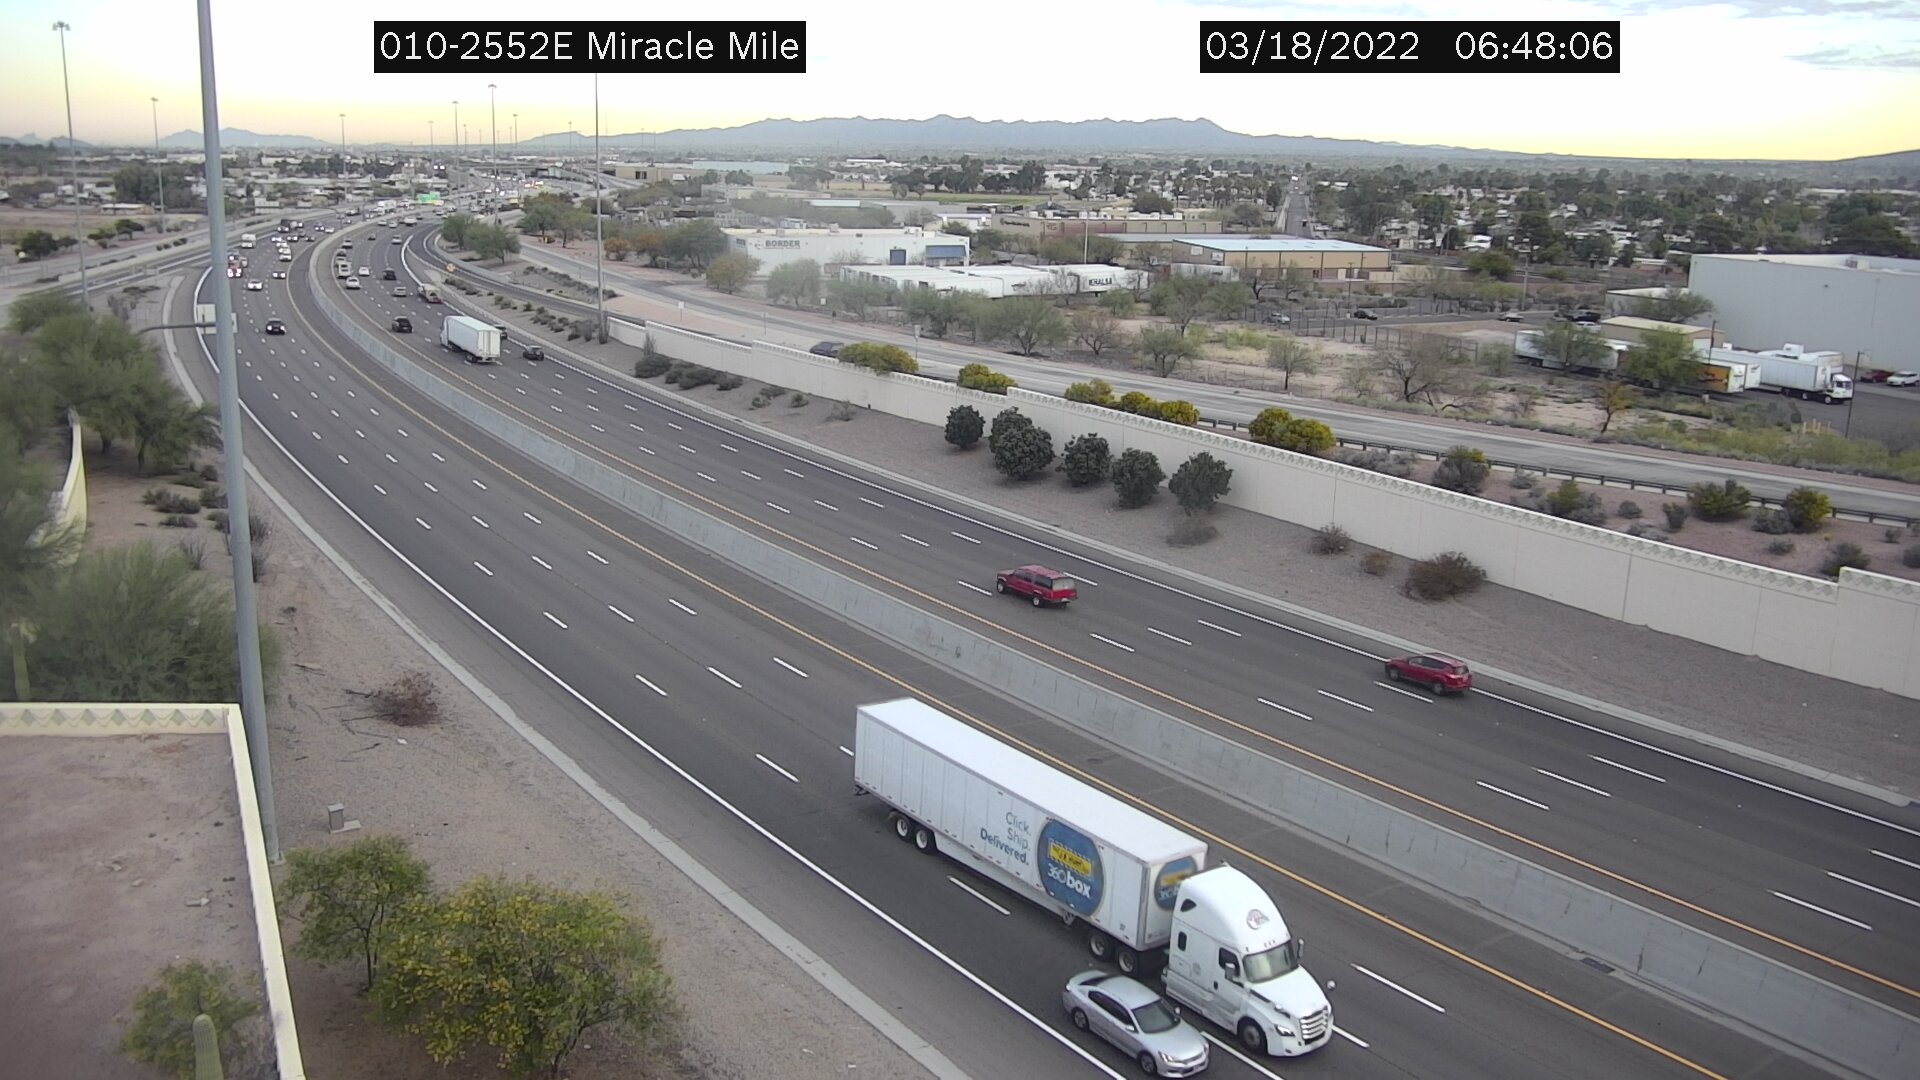 010-2552E Miracle Mile
03/18/2022 06:48:06
BORDER
Click.
Ship.
Delivered.
360box